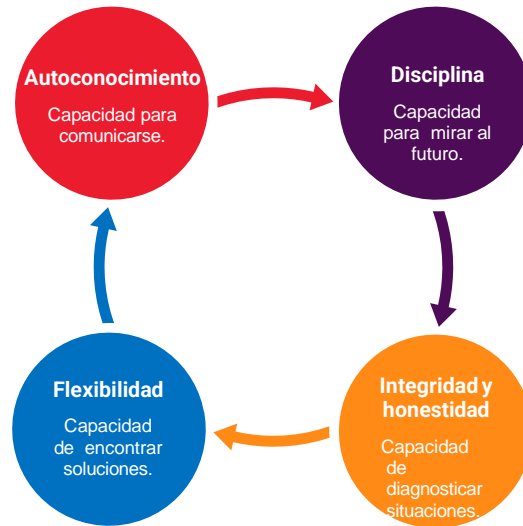 Autoconocimiento
Capacidad para
comunicarse.
Disciplina
Capacidad
para mirar al
futuro.
Integridad y
honestidad
Capacidad
de
diagnosticar
situaciones.
Flexibilidad
Capacidad
de encontrar
soluciones.